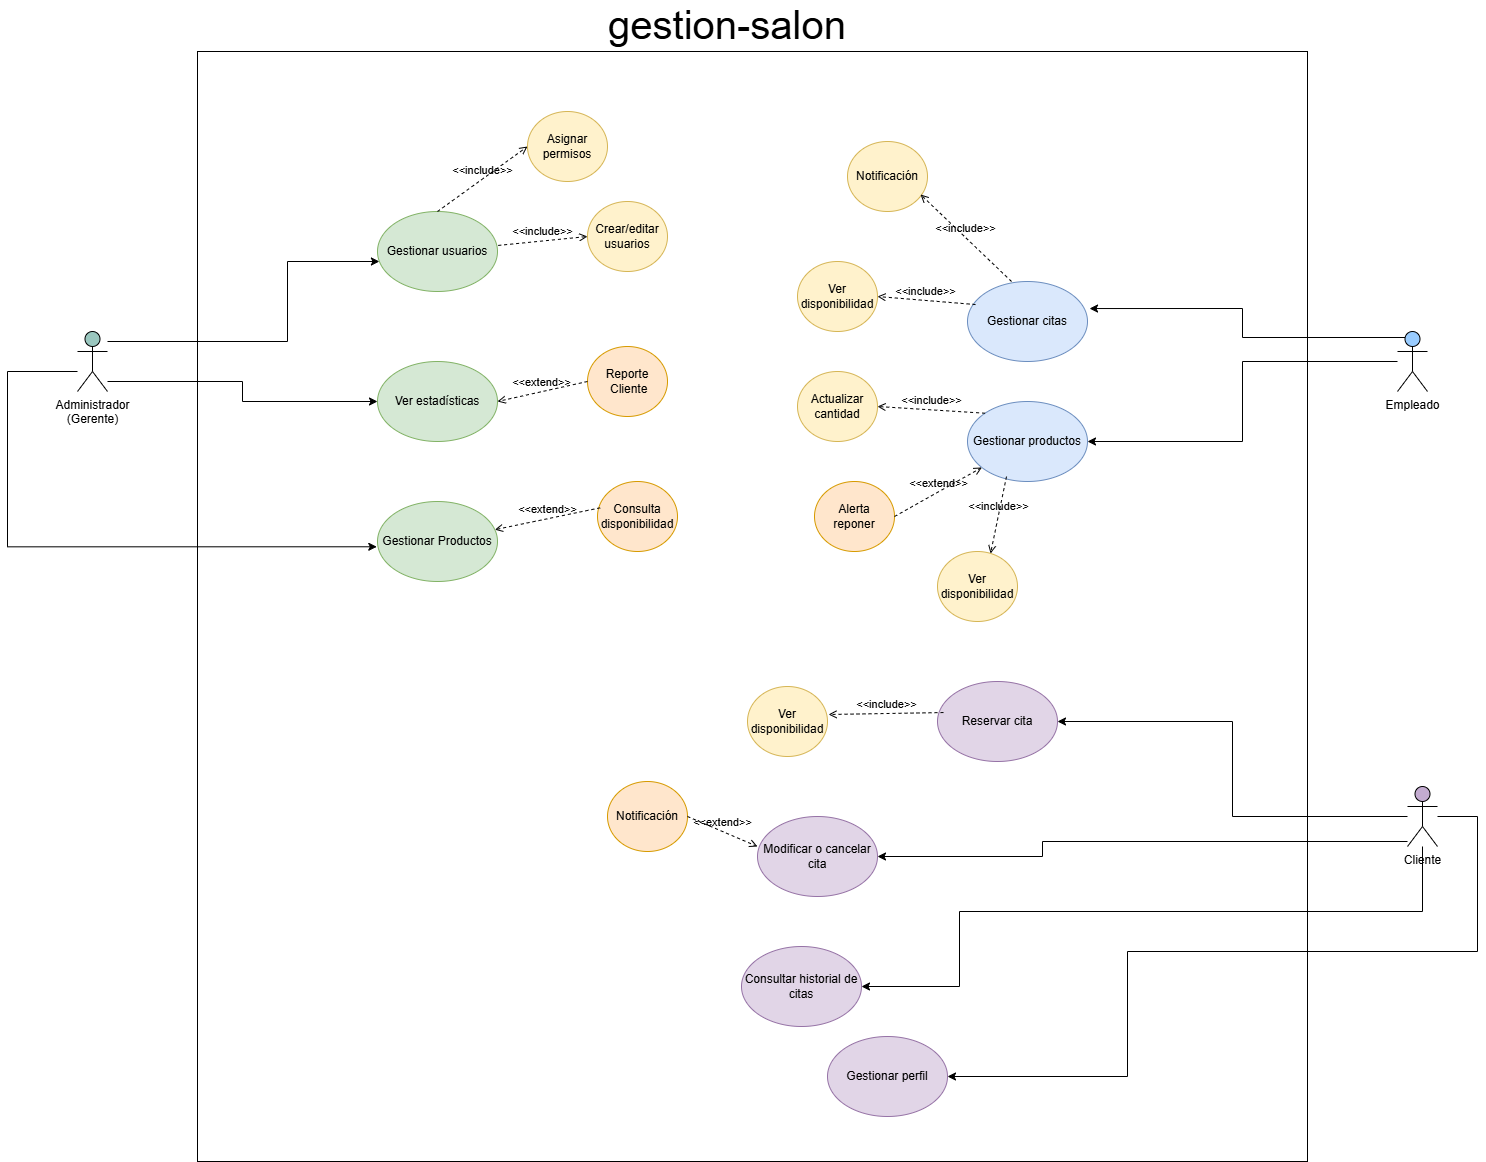 gestion-salon
Asignar
permisos
<<include>>
Gestionar usuarios
<<include>>
Crear/editar
usuarios
Notificación
<<include>>
Ver
disponibilidad
<<include>>
Gestionar citas
Administrador
(Gerente)
Ver estadísticas
<<extend>>
Reporte
Cliente
Actualizar
cantidad
<<include>>
Gestionar productos
Empleado
Gestionar Productos
<<extend>>
Consulta
disponibilidad
Alerta
reponer
<<extend>>
<<include>>
Ver
disponibilidad
Ver
disponibilidad
<<include>>
Reservar cita
Notificación
<<extend>>
Modificar o cancelar
cita
Cliente
Consultar historial de
citas
Gestionar perfil